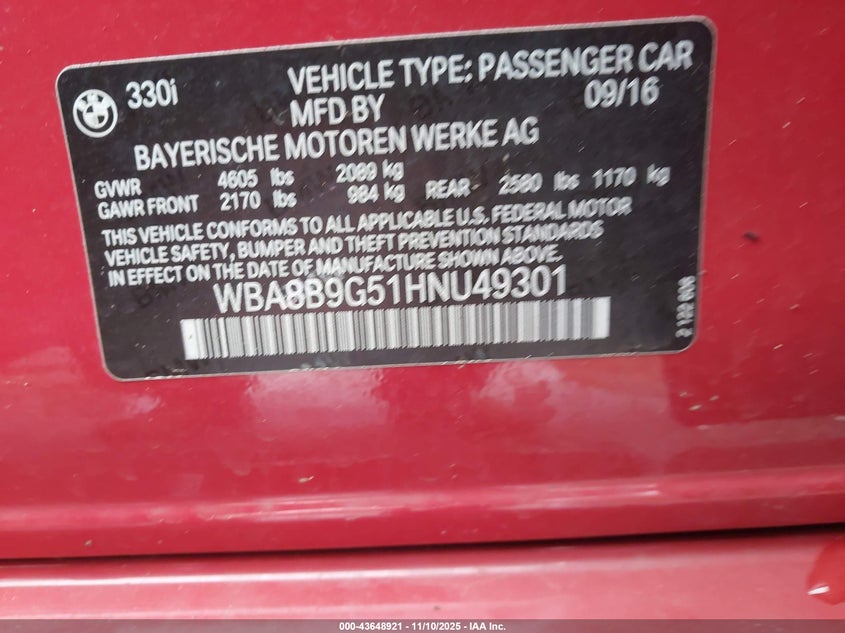 BMW
330i VEHICLE TYPE: PASSENGER CAR
MFD BY 09/16
BAYERISCHE MOTOREN WERKE AG
GVWR 4605 lbs 2089 kg
GAWR FRONT 2170 lbs 984 kg REAR 2580 lbs 1170 kg
THIS VEHICLE CONFORMS TO ALL APPLICABLE U.S. FEDERAL MOTOR
VEHICLE SAFETY, BUMPER AND THEFT PREVENTION STANDARDS
IN EFFECT ON THE DATE OF MANUFACTURE SHOWN ABOVE.
WBA8B9G51HNU49301
000-43648921 - 11/10/2025 - IAA Inc.